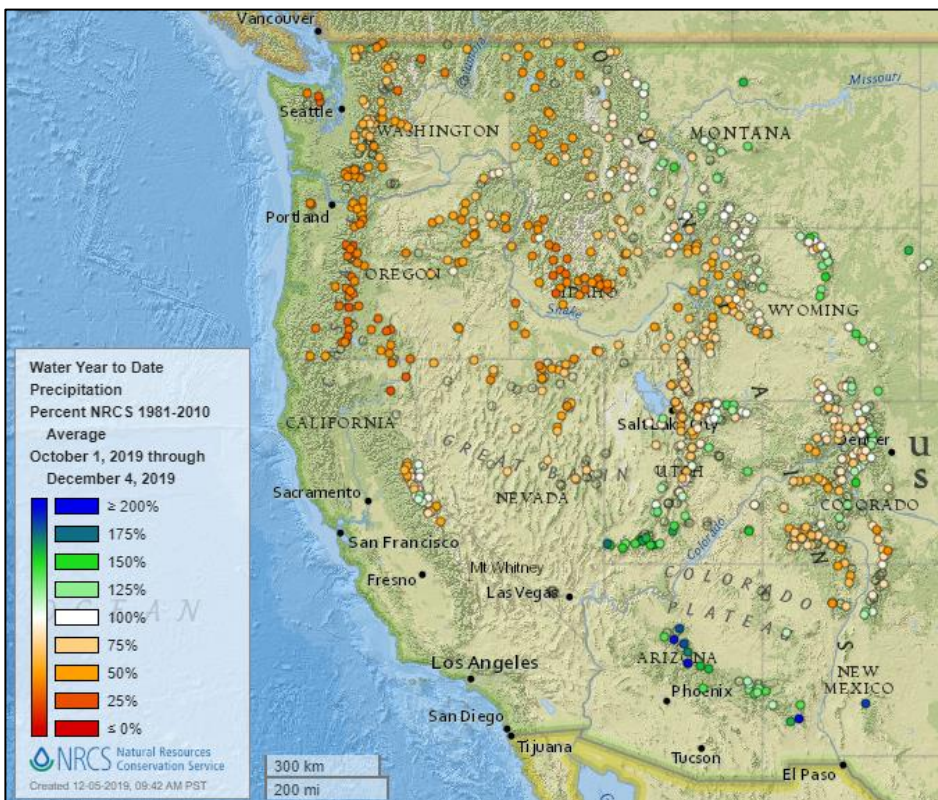 Vancouver
Columbia
Missouri
Seattle
WASHINGTON
MONTANA
Portland
OREGON
IDAHO
Snake
WYOMING
Water Year to Date
Precipitation
Percent NRCS 1981-2010
Average
October 1, 2019 through
December 4, 2019
≥ 200%
175%
150%
125%
100%
75%
50%
25%
≤ 0%
NRCS Natural Resources
Conservation Service
Created 12-05-2019, 09:42 AM PST
CALIFORNIA
GREAT BASIN
Salt Lake City
Denver
US
UTAH
NEVADA
COLORADO
Sacramento
Colorado
San Francisco
Mt Whitney
Fresno
Las Vegas
COLORADO
PLATEAU
OCEAN
ARIZONA
Los Angeles
Phoenix
NEW
MEXICO
San Diego
Tijuana
Tucson
El Paso
300 km
200 mi